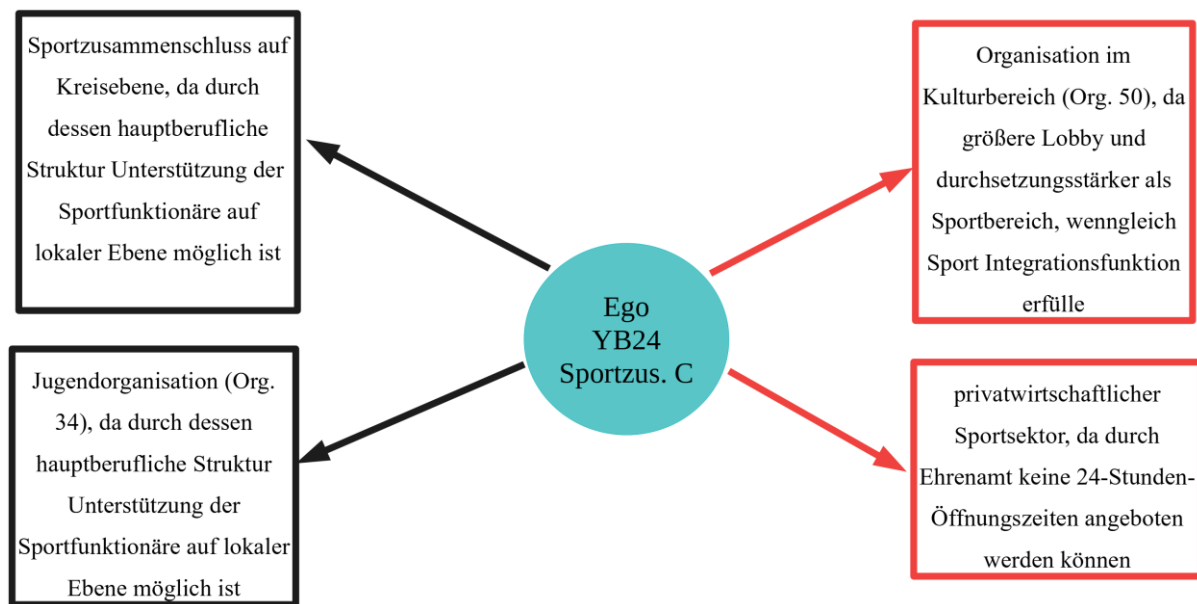 Sportzusammenschluss auf
Kreisebene, da durch
dessen hauptberufliche
Struktur Unterstützung der
Sportfunktionäre auf
lokaler Ebene möglich ist
Organisation im
Kulturbereich (Org. 50), da
größere Lobby und
durchsetzungsstärker als
Sportbereich, wenngleich
Sport Integrationsfunktion
erfülle
Ego
YB24
Sportzus. C
Jugendorganisation (Org.
34), da durch dessen
hauptberufliche Struktur
Unterstützung der
Sportfunktionäre auf lokaler
Ebene möglich ist
privatwirtschaftlicher
Sportsektor, da durch
Ehrenamt keine 24-Stunden-
Öffnungszeiten angeboten
werden können